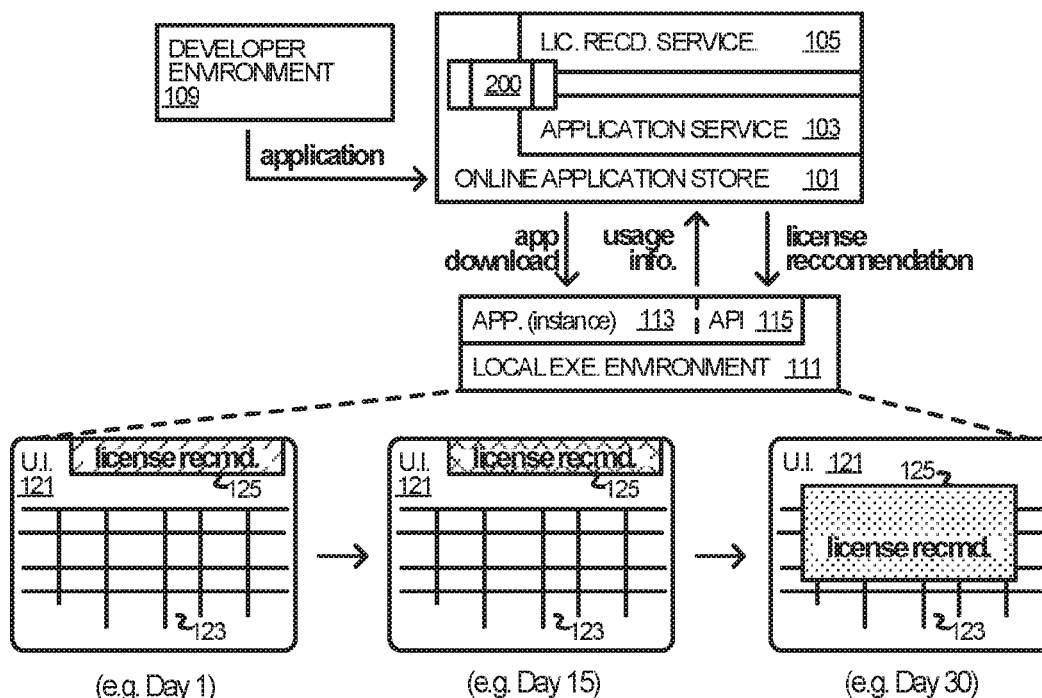 DEVELOPER
ENVIRONMENT
109
LIC. RECD. SERVICE. 105
200
APPLICATION SERVICE 103
ONLINE APPLICATION STORE 101
application
app
download
usage
info.
license
reccomendation
APP. (instance) 113
API 115
LOCAL EXE. ENVIRONMENT 111
U.I.
121
license recmd.
125
123
(e.g. Day 1)
U.I.
121
license recmd.
125
123
(e.g. Day 15)
U.I. 121
125
license recmd.
123
(e.g. Day 30)